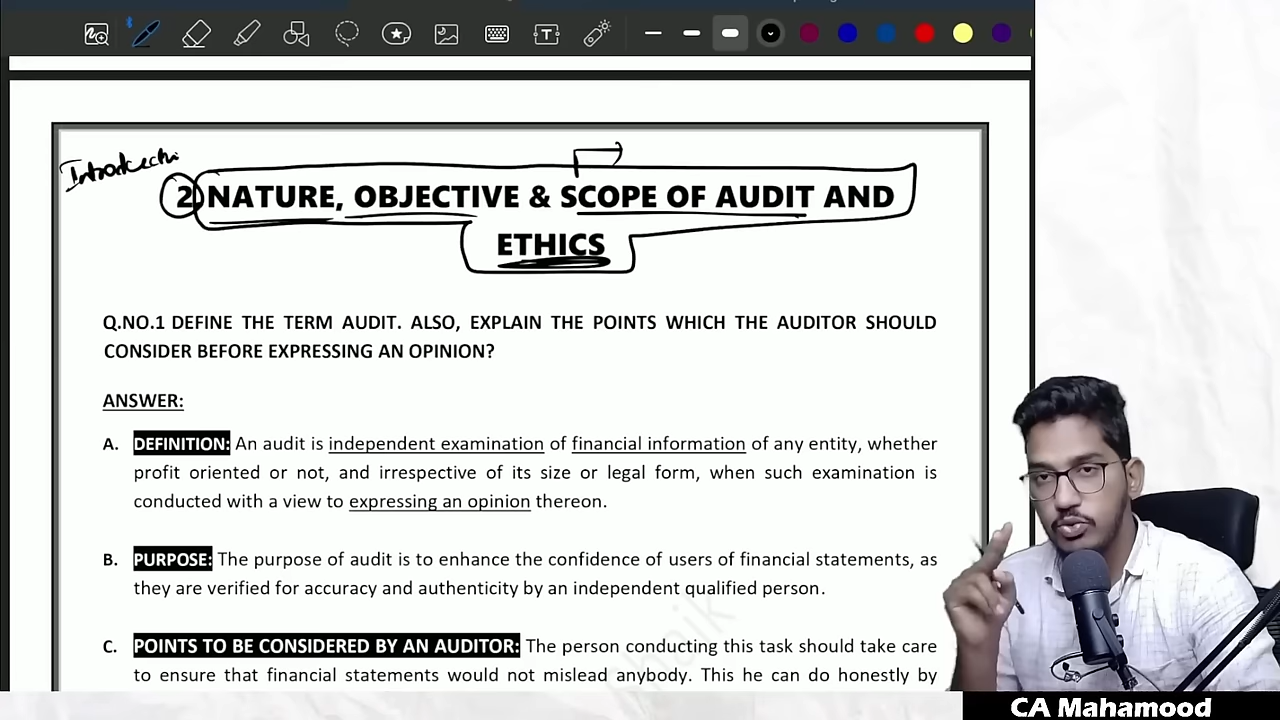 Introduction
2) NATURE, OBJECTIVE & SCOPE OF AUDIT AND
ETHICS
Q.NO.1 DEFINE THE TERM AUDIT. ALSO, EXPLAIN THE POINTS WHICH THE AUDITOR SHOULD
CONSIDER BEFORE EXPRESSING AN OPINION?
ANSWER:
A. DEFINITION: An audit is independent examination of financial information of any entity, whether
profit oriented or not, and irrespective of its size or legal form, when such examination is
conducted with a view to expressing an opinion thereon.
B. PURPOSE: The purpose of audit is to enhance the confidence of users of financial statements, as
they are verified for accuracy and authenticity by an independent qualified person.
C. POINTS TO BE CONSIDERED BY AN AUDITOR: The person conducting this task should take care
to ensure that financial statements would not mislead anybody. This he can do honestly by
CA Mahamood